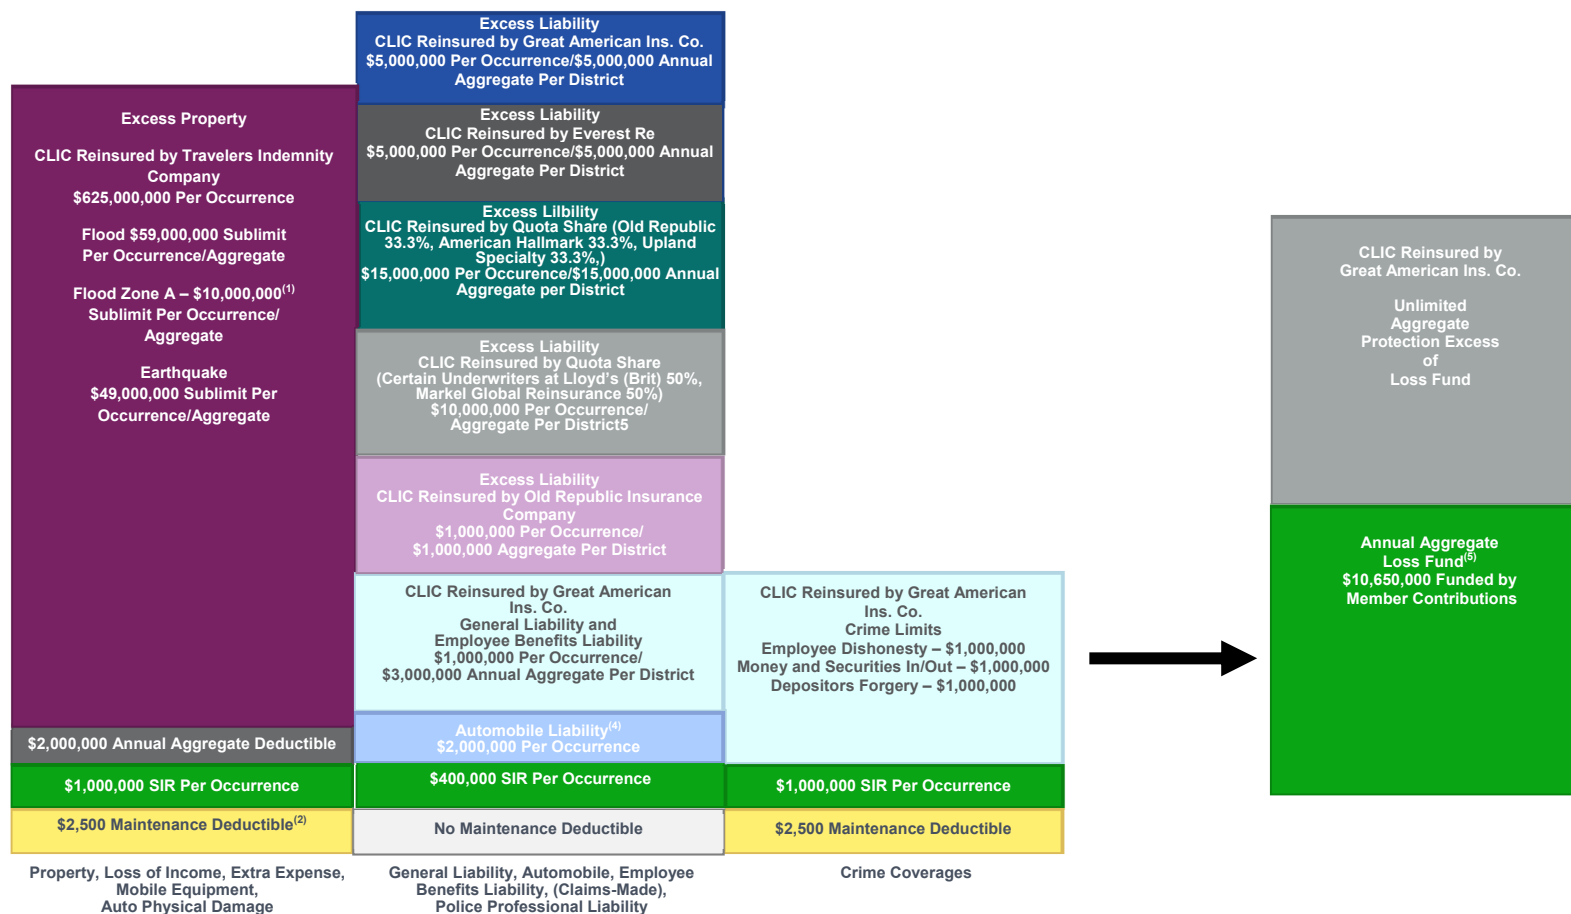 Excess Liability
CLIC Reinsured by Great American Ins. Co.
$5,000,000 Per Occurrence/$5,000,000 Annual
Aggregate Per District
Excess Property
CLIC Reinsured by Travelers Indemnity
Company
$625,000,000 Per Occurrence
Flood $59,000,000 Sublimit
Per Occurrence/Aggregate
Flood Zone A – $10,000,000(1)
Sublimit Per Occurrence/
Aggregate
Earthquake
$49,000,000 Sublimit Per
Occurrence/Aggregate
Excess Liability
CLIC Reinsured by Everest Re
$5,000,000 Per Occurrence/$5,000,000 Annual
Aggregate Per District
Excess Lilbility
CLIC Reinsured by Quota Share (Old Republic
33.3%, American Hallmark 33.3%, Upland
Specialty 33.3%,)
$15,000,000 Per Occurence/$15,000,000 Annual
Aggregate per District
Excess Liability
CLIC Reinsured by Quota Share
(Certain Underwriters at Lloyd’s (Brit) 50%,
Markel Global Reinsurance 50%)
$10,000,000 Per Occurrence/
Aggregate Per District5
Excess Liability
CLIC Reinsured by Old Republic Insurance
Company
$1,000,000 Per Occurrence/
$1,000,000 Aggregate Per District
CLIC Reinsured by Great American
Ins. Co.
General Liability and
Employee Benefits Liability
$1,000,000 Per Occurrence/
$3,000,000 Annual Aggregate Per District
CLIC Reinsured by Great American
Ins. Co.
Crime Limits
Employee Dishonesty – $1,000,000
Money and Securities In/Out – $1,000,000
Depositors Forgery – $1,000,000
CLIC Reinsured by
Great American Ins. Co.
Unlimited
Aggregate
Protection Excess
of
Loss Fund
Annual Aggregate
Loss Fund(5)
$10,650,000 Funded by
Member Contributions
$2,000,000 Annual Aggregate Deductible
Automobile Liability(4)
$2,000,000 Per Occurrence
$1,000,000 SIR Per Occurrence
$400,000 SIR Per Occurrence
$1,000,000 SIR Per Occurrence
$2,500 Maintenance Deductible(2)
No Maintenance Deductible
$2,500 Maintenance Deductible
Property, Loss of Income, Extra Expense,
Mobile Equipment,
Auto Physical Damage
General Liability, Automobile, Employee
Benefits Liability, (Claims-Made),
Police Professional Liability
Crime Coverages